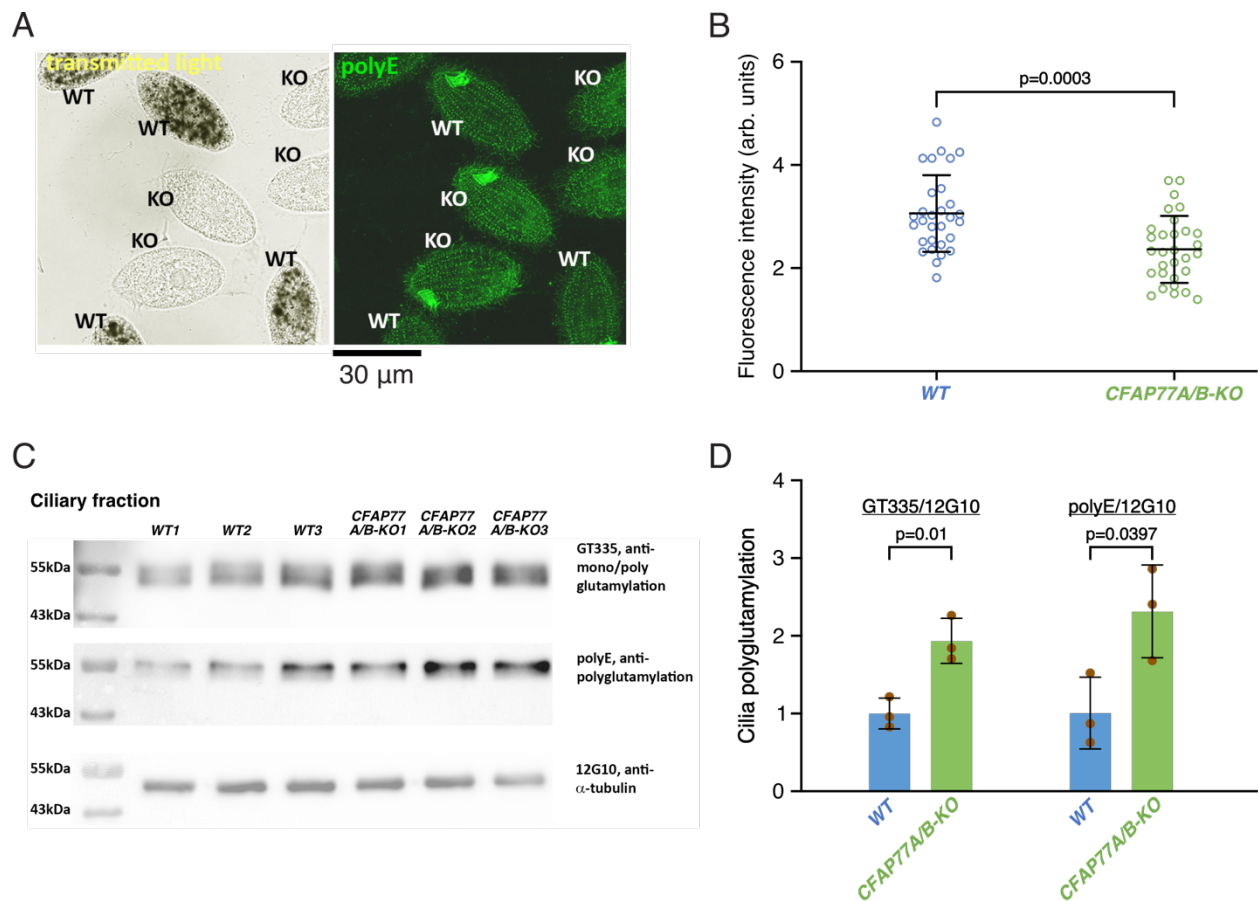 A
transmitted light
WT
WT
KO
KO
KO
KO
WT
WT
polyE
KO
WT
KO
KO
KO
WT
WT
30 µm
B
Fluorescence intensity (arb. units)
6
4
2
0
p=0.0003
WT
CFAP77A/B-KO
C
Ciliary fraction
WT1
WT2
WT3
CFAP77
A/B-KO1
CFAP77
A/B-KO2
CFAP77
A/B-KO3
55kDa
43kDa
GT335, anti-
mono/poly
glutamylation
55kDa
43kDa
polyE, anti-
polyglutamylation
55kDa
43kDa
12G10, anti-
α-tubulin
D
Cilia polyglutamylation
4
3
2
1
0
GT335/12G10
p=0.01
polyE/12G10
p=0.0397
WT
CFAP77A/B-KO
WT
CFAP77A/B-KO